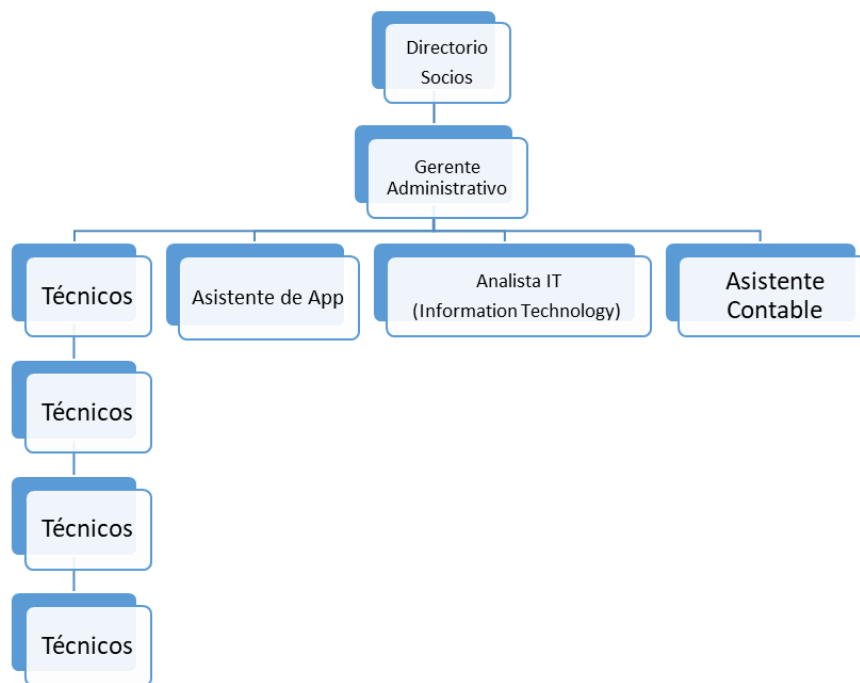 Directorio
Socios
Gerente
Administrativo
Técnicos
Asistente de App
Analista IT
(Information Technology)
Asistente
Contable
Técnicos
Técnicos
Técnicos